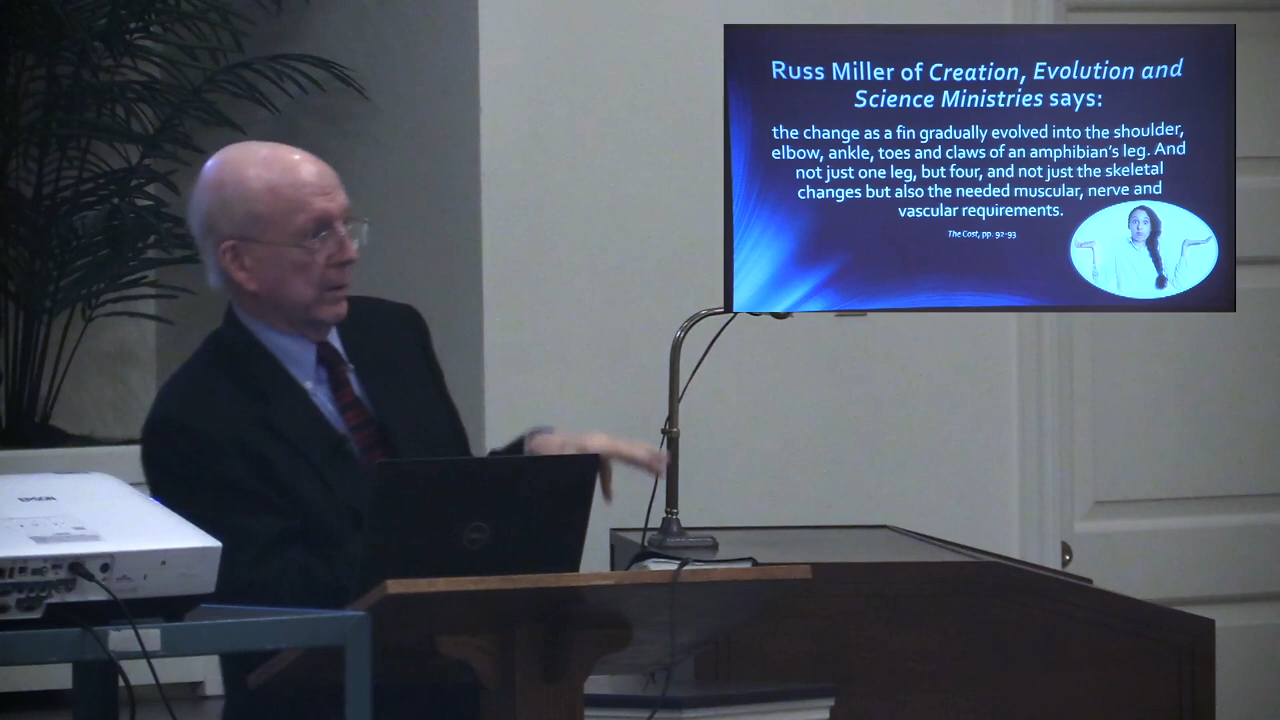 Russ Miller of Creation, Evolution and
Science Ministries says:
the change as a fin gradually evolved into the shoulder,
elbow, ankle, toes and claws of an amphibian's leg. And
not just one leg, but four, and not just the skeletal
changes but also the needed muscular, nerve and
vascular requirements.
The Cost, pp. 92-93
EPSON